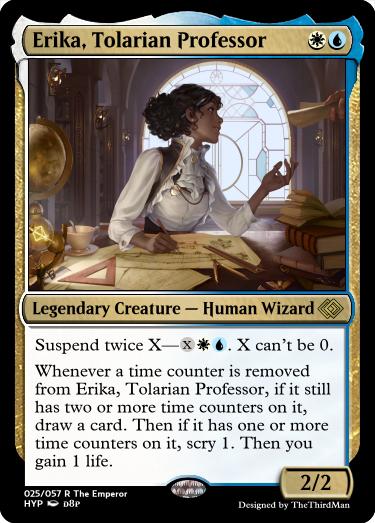 Erika, Tolarian Professor
Legendary Creature — Human Wizard
Suspend twice X—X. X can't be 0.
Whenever a time counter is removed
from Erika, Tolarian Professor, if it still
has two or more time counters on it,
draw a card. Then if it has one or more
time counters on it, scry 1. Then you
gain 1 life.
2/2
025/057 R The Emperor
HYP D8P
Designed by TheThirdMan